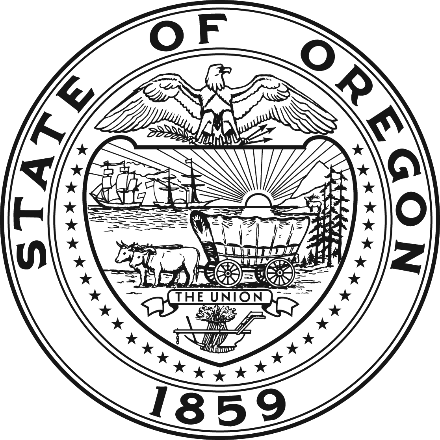 STATE OF OREGON
THE UNION
1859